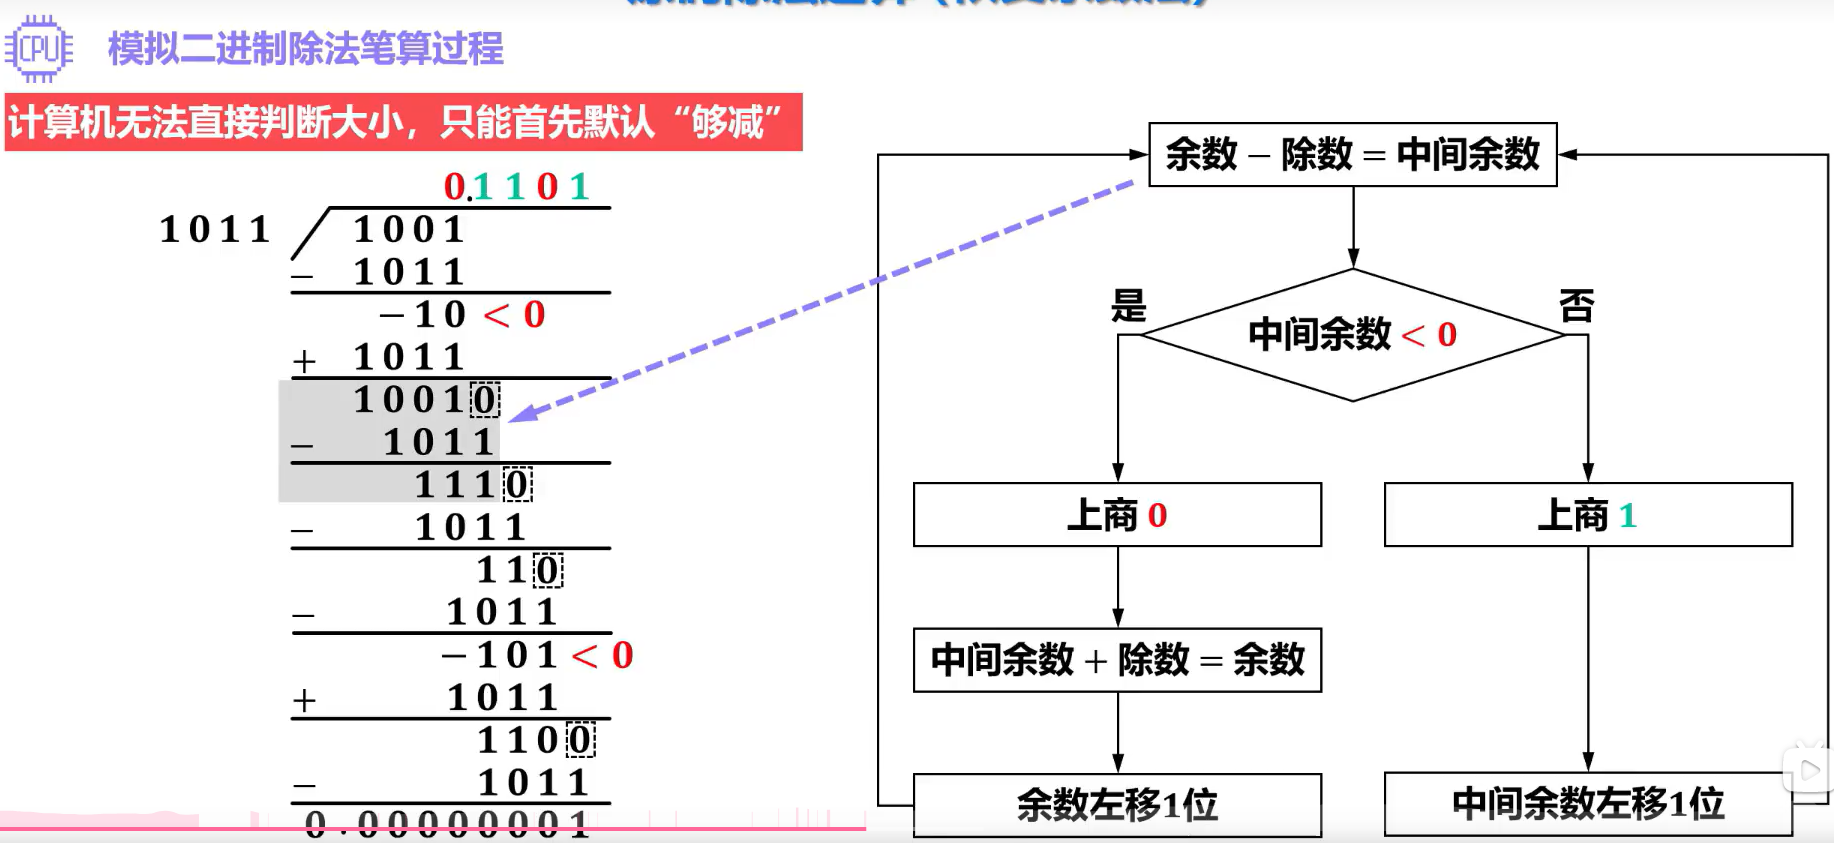 CPU
模拟二进制除法笔算过程
计算机无法直接判断大小，只能首先默认“够减”
0.1101
1011 1001
− 1011
−10 < 0
+ 1011
10010
− 1011
1110
− 1011
110
− 1011
−101 < 0
+ 1011
1100
− 1011
0.00000001
余数 − 除数 = 中间余数
是
否
中间余数 < 0
上商 0
上商 1
中间余数 + 除数 = 余数
余数左移1位
中间余数左移1位